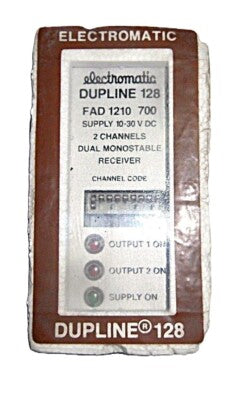 ELECTROMATIC
electromatic
DUPLINE 128
FAD 1210 700
SUPPLY 10-30 V DC
2 CHANNELS
DUAL MONOSTABLE
RECEIVER
CHANNEL CODE
OUTPUT 1 ON
OUTPUT 2 ON
SUPPLY ON
DUPLINE® 128